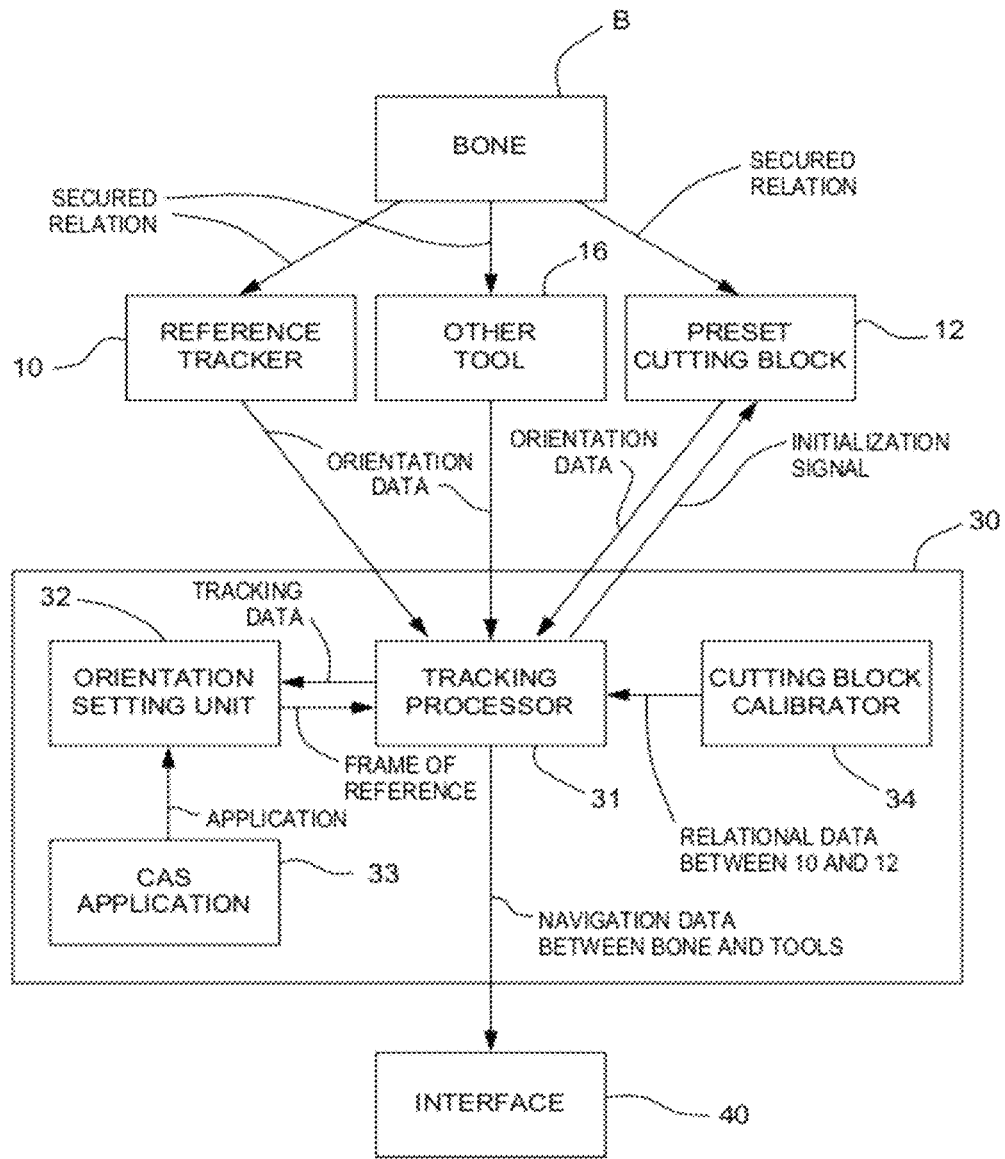 B
BONE
SECURED
RELATION
SECURED
RELATION
16
10
REFERENCE
TRACKER
OTHER
TOOL
PRESET
CUTTING BLOCK
12
ORIENTATION
DATA
ORIENTATION
DATA
INITIALIZATION
SIGNAL
30
32
TRACKING
DATA
ORIENTATION
SETTING UNIT
TRACKING
PROCESSOR
CUTTING BLOCK
CALIBRATOR
FRAME OF
REFERENCE
31
34
APPLICATION
RELATIONAL DATA
BETWEEN 10 AND 12
CAS
APPLICATION
33
NAVIGATION DATA
BETWEEN BONE AND TOOLS
INTERFACE
40